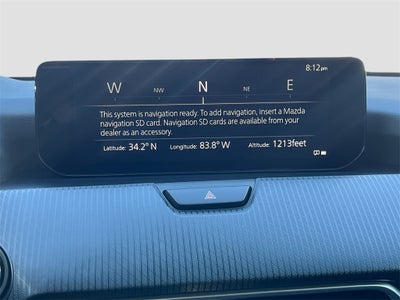 8:12pm
W NW N NE E
This system is navigation ready. To add navigation, insert a Mazda
navigation SD card. Navigation SD cards are available from your
dealer as an accessory.
Latitude: 34.2° N Longitude: 83.8° W Altitude: 1213feet